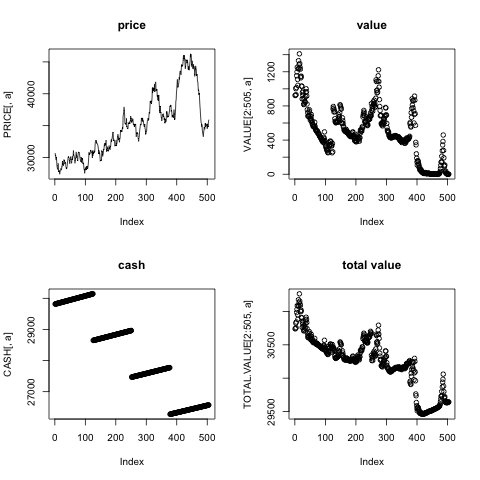 price
PRICE[, a]
30000
40000
0
100
200
300
400
500
Index
value
VALUE[2:505, a]
0
400
800
1200
0
100
200
300
400
500
Index
cash
CASH[, a]
27000
29000
0
100
200
300
400
500
Index
total value
TOTAL.VALUE[2:505, a]
29500
30500
0
100
200
300
400
500
Index